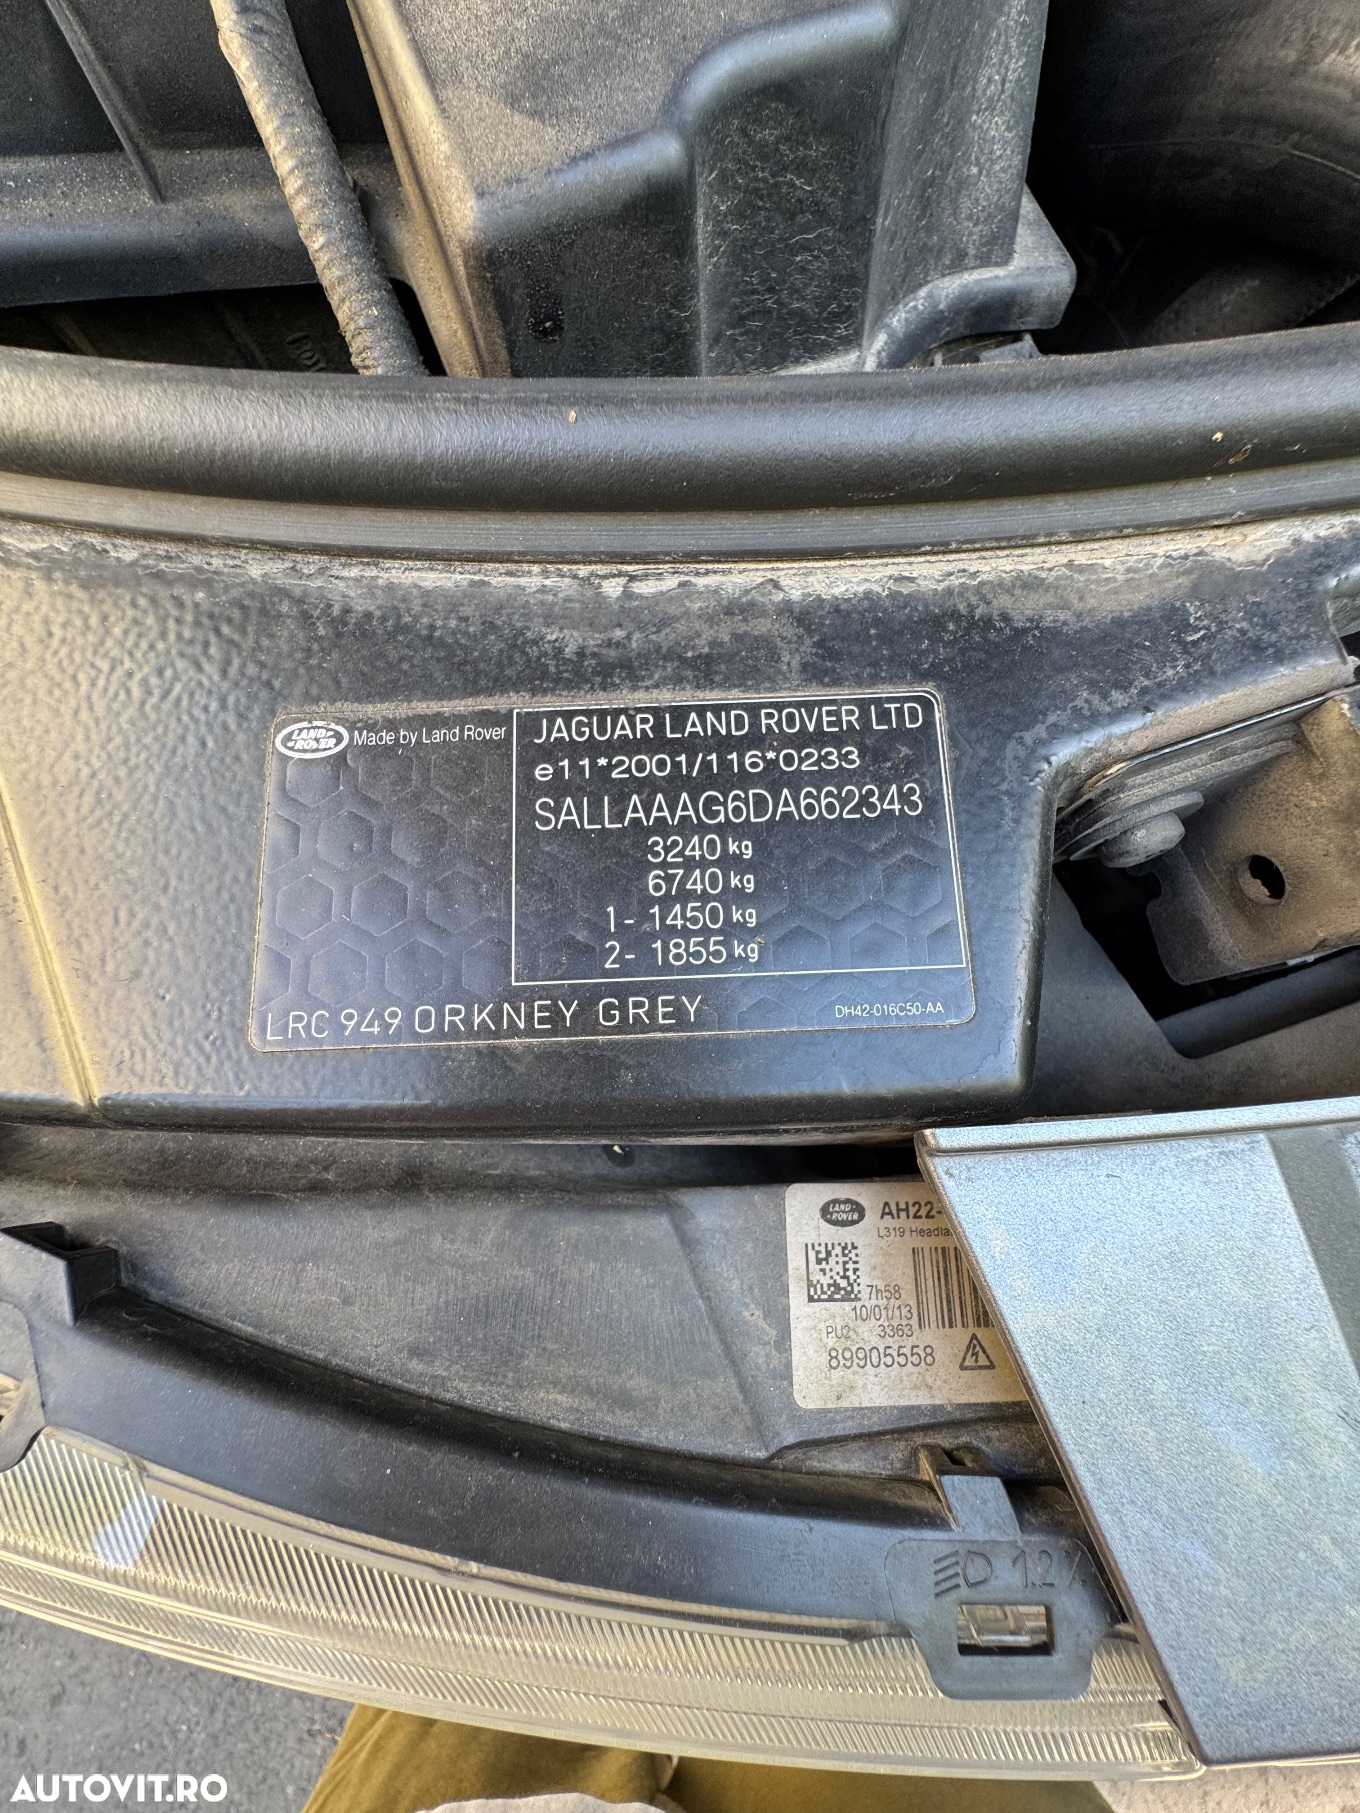 LAND-
-ROVER
Made by Land Rover
JAGUAR LAND ROVER LTD
e11*2001/116*0233
SALLAAAG6DA662343
3240 kg
6740 kg
1- 1450 kg
2- 1855 kg
LRC 949 ORKNEY GREY
DH42-016C50-AA
LAND-
-ROVER
AH22-
L319 Headla
7h58
10/01/13
PU2 3363
89905558
1.2%
AUTOVIT.RO